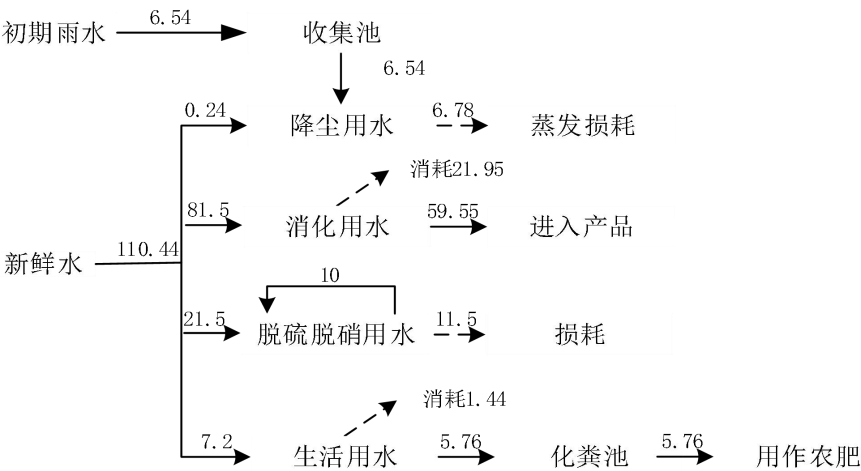 初期雨水 6.54 收集池
6.54
0.24 降尘用水 6.78 蒸发损耗
消耗21.95
81.5 消化用水 59.55 进入产品
新鲜水 110.44
10
21.5 脱硫脱硝用水 11.5 损耗
消耗1.44
7.2 生活用水 5.76 化粪池 5.76 用作农肥